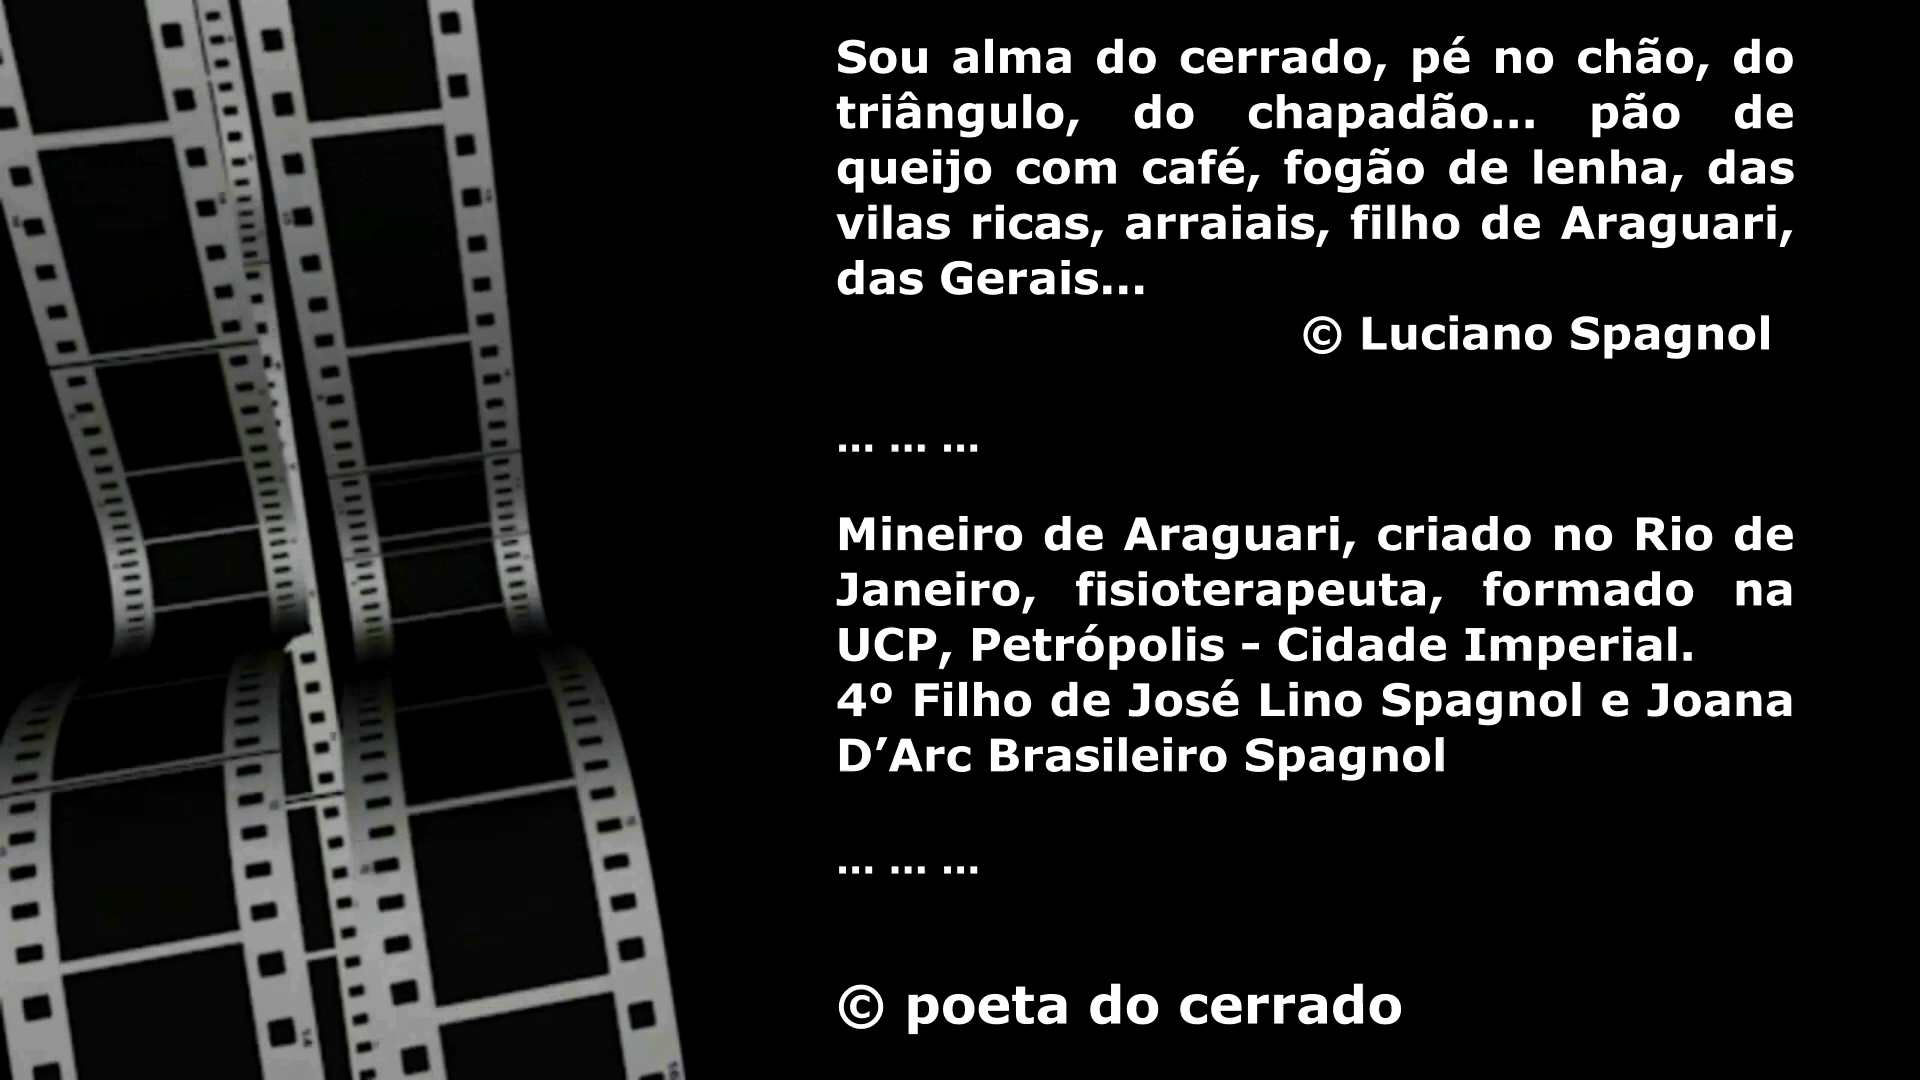 Sou alma do cerrado, pé no chão, do
triângulo, do chapadão... pão de
queijo com café, fogão de lenha, das
vilas ricas, arraiais, filho de Araguari,
das Gerais...
© Luciano Spagnol
... ... ...
Mineiro de Araguari, criado no Rio de
Janeiro, fisioterapeuta, formado na
UCP, Petrópolis – Cidade Imperial.
4º Filho de José Lino Spagnol e Joana
D’Arc Brasileiro Spagnol
... ... ...
© poeta do cerrado